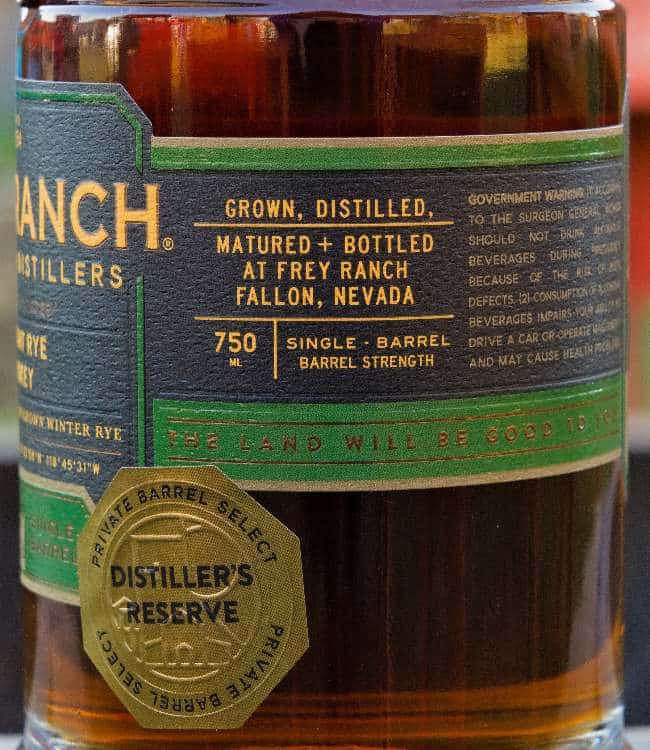 RANCH®
DISTILLERS
RYE
GROWN WINTER RYE
118°45'31"W
SINGLE
BARREL
GROWN, DISTILLED,
MATURED + BOTTLED
AT FREY RANCH
FALLON, NEVADA
750
ML
SINGLE - BARREL
BARREL STRENGTH
GOVERNMENT WARNING:
TO THE SURGEON GENERAL,
SHOULD NOT DRINK
BEVERAGES DURING
BECAUSE OF THE RISK OF
DEFECTS. (2) CONSUMPTION OF
BEVERAGES IMPAIRS YOUR
DRIVE A CAR OR OPERATE
AND MAY CAUSE HEALTH
THE LAND WILL BE GOOD TO
PRIVATE BARREL SELECT
DISTILLER'S
RESERVE
PRIVATE BARREL SELECT